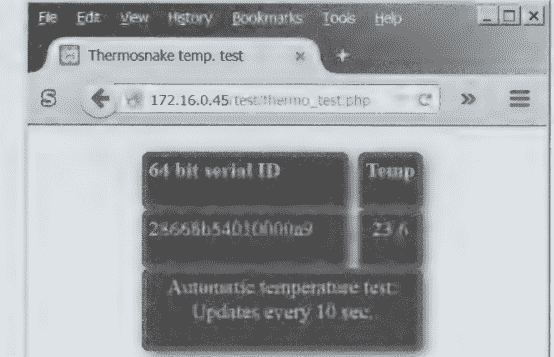 File Edit View History Bookmarks Tools Help
Thermosnake temp. test
172.16.0.45/test/thermo_test.php
64 bit serial ID Temp
28668b54010000a9 23.6
Automatic temperature test.
Updates every 10 sec.